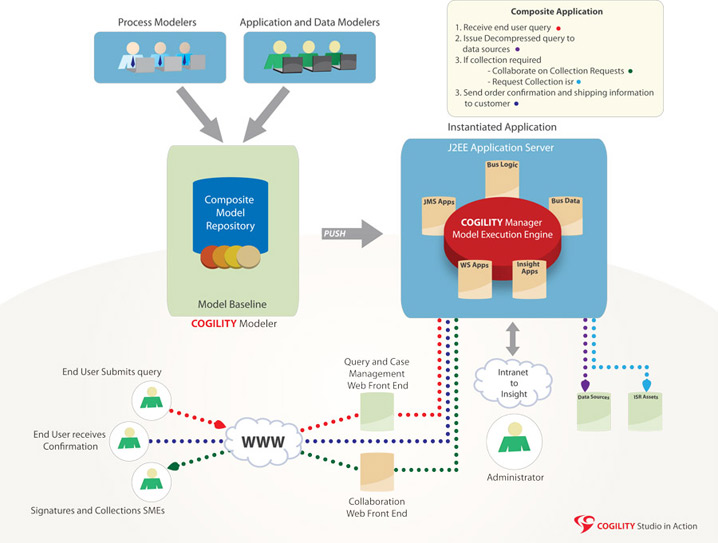 Process Modelers
Application and Data Modelers
Composite Application
1. Receive end user query
2. Issue Decompressed query to
data sources
3. If collection required
- Collaborate on Collection Requests
- Request Collection isr
3. Send order confirmation and shipping information
to customer
Instantiated Application
J2EE Application Server
Bus Logic
JMS Apps
Bus Data
COGILITY Manager
Model Execution Engine
WS Apps
Insight
Apps
Composite
Model
Repository
PUSH
Model Baseline
COGILITY Modeler
End User Submits query
Query and Case
Management
Web Front End
Intranet
to
Insight
Data Sources
ISR Assets
End User receives
Confirmation
WWW
Administrator
Signatures and Collections SMEs
Collaboration
Web Front End
COGILITY Studio in Action